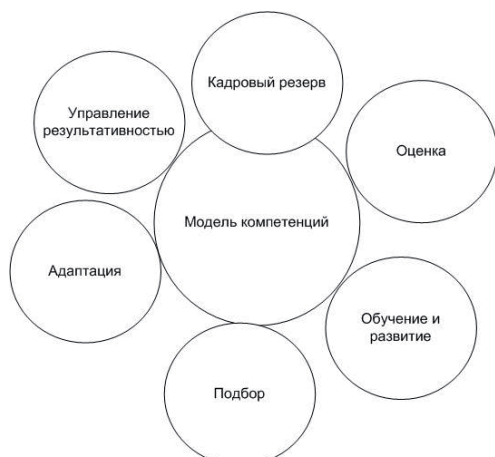 Кадровый резерв
Управление
результативностью
Оценка
Модель компетенций
Адаптация
Обучение и
развитие
Подбор